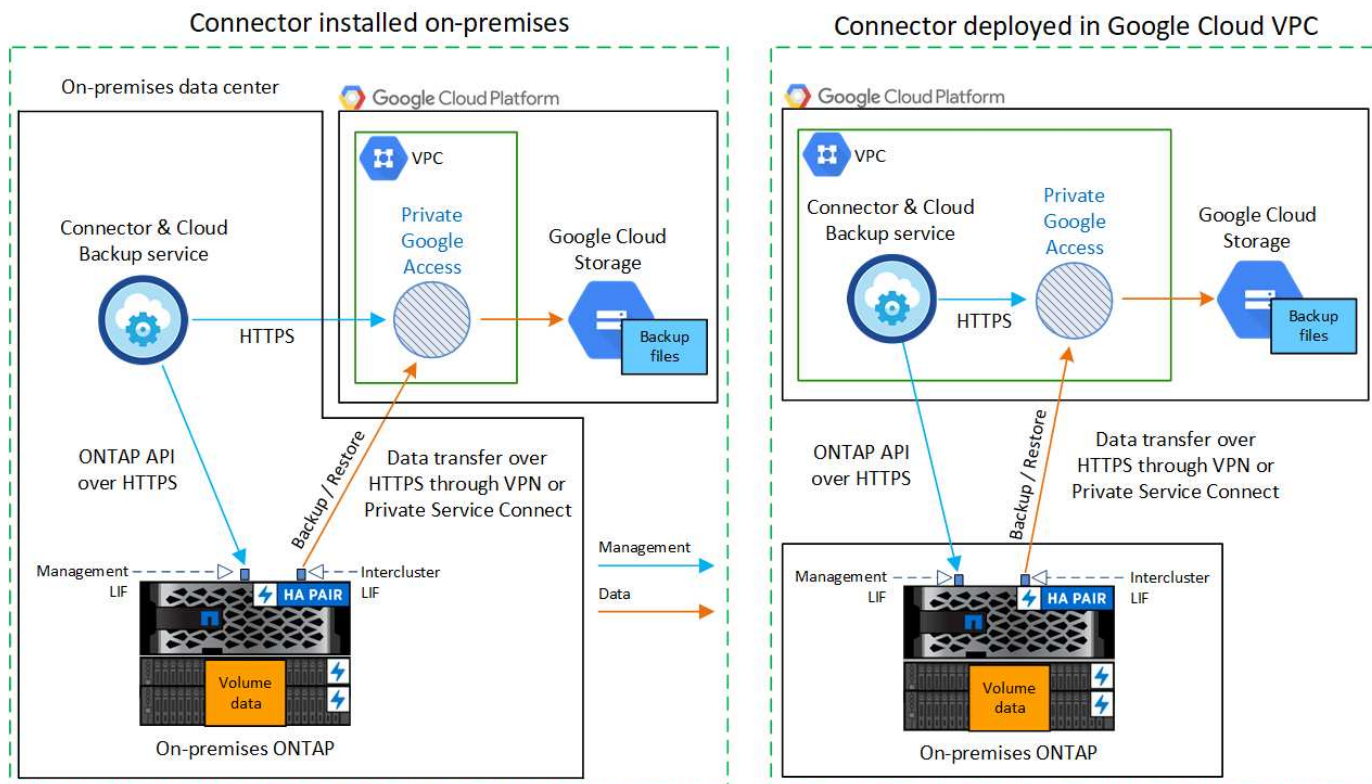 Connector installed on-premises
On-premises data center
Google Cloud Platform
VPC
Connector & Cloud
Backup service
Private
Google
Access
Google Cloud
Storage
HTTPS
Backup
files
ONTAP API
over HTTPS
Backup / Restore
Data transfer over
HTTPS through VPN or
Private Service Connect
Management
LIF
Intercluster
LIF
HA PAIR
Volume
data
On-premises ONTAP
Management
Data
Connector deployed in Google Cloud VPC
Google Cloud Platform
VPC
Connector & Cloud
Backup service
Private
Google
Access
Google Cloud
Storage
HTTPS
Backup
files
ONTAP API
over HTTPS
Backup / Restore
Data transfer over
HTTPS through VPN or
Private Service Connect
Management
LIF
Intercluster
LIF
HA PAIR
Volume
data
On-premises ONTAP